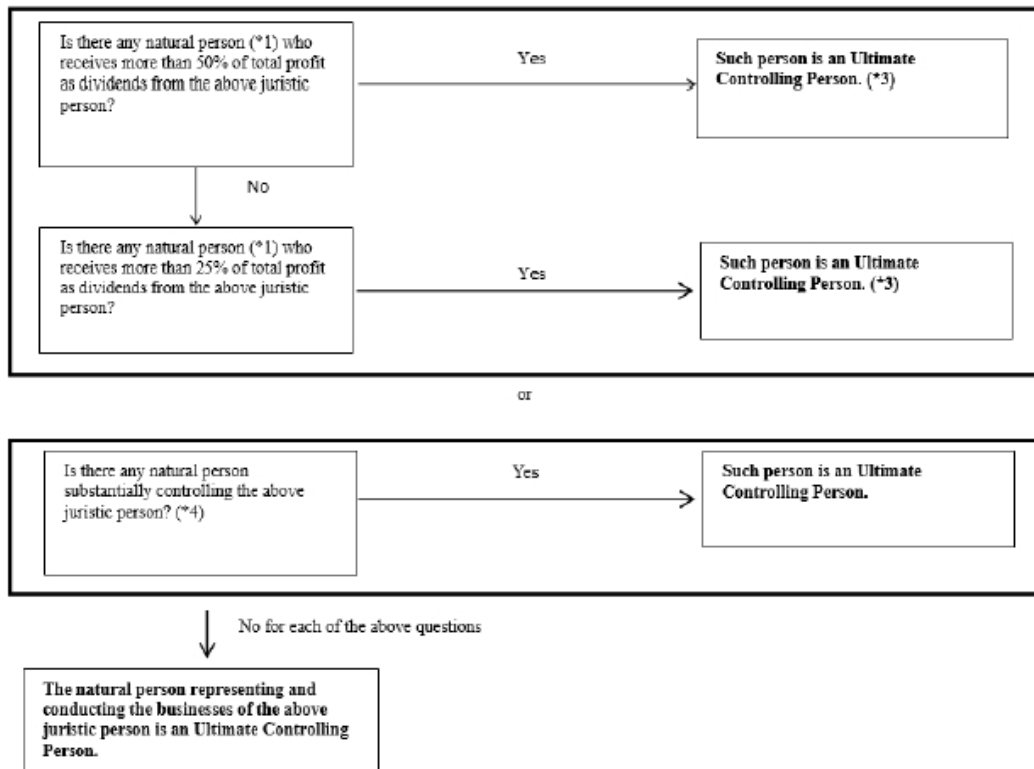 Is there any natural person (*1) who
receives more than 50% of total profit
as dividends from the above juristic
person?
Yes
Such person is an Ultimate
Controlling Person. (*3)
No
Is there any natural person (*1) who
receives more than 25% of total profit
as dividends from the above juristic
person?
Yes
Such person is an Ultimate
Controlling Person. (*3)
or
Is there any natural person
substantially controlling the above
juristic person? (*4)
Yes
Such person is an Ultimate
Controlling Person.
No for each of the above questions
The natural person representing and
conducting the businesses of the above
juristic person is an Ultimate Controlling
Person.